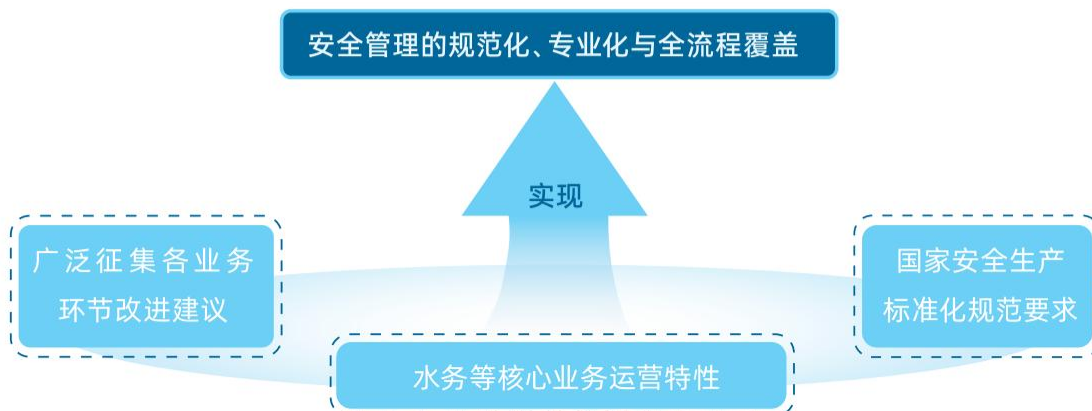 安全管理的规范化、专业化与全流程覆盖
实现
广泛征集各业务
环节改进建议
国家安全生产
标准化规范要求
水务等核心业务运营特性